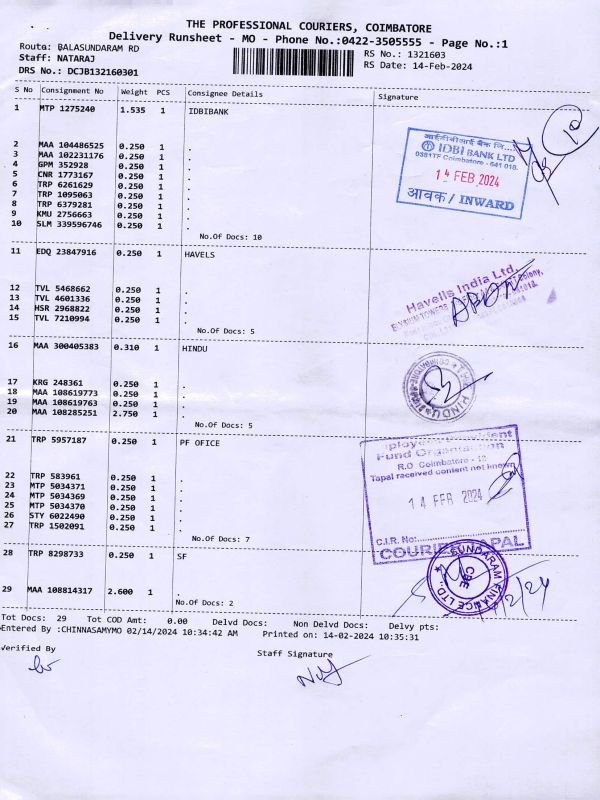 THE PROFESSIONAL COURIERS, COIMBATORE
Delivery Runsheet - MO - Phone No.:0422-3505555 - Page No.:1
Route: BALASUNDARAM RD
Staff: NATARAJ
DRS No.: DCJB132160301
RS No.: 1321603
RS Date: 14-Feb-2024
S No Consignment No Weight PCS Consignee Details Signature
1 MTP 1275240 1.535 1 IDBIBANK
4
2 MAA 104486525 0.250 1 .
3 MAA 102231176 0.250 1 .
GPM 352928 0.250 1 .
5 CNR 1773167 0.250 1 .
6 TRP 6261629 0.250 1 .
7 TRP 1095063 0.250 1 .
8 TRP 6379281 0.250 1 .
9 KMU 2756663 0.250 1 .
10 SLM 339596746 0.250 1 .
No.Of Docs: 10
आईडीबीआई बैंक लि.
IDBI BANK LTD
Coimbatore - 641 018.
14 FEB 2024
आवक / INWARD
11 EDQ 23847916 0.250 1 HAVELS
12 TVL 5468662 0.250 1 .
13 TVL 4601336 0.250 1 .
14 HSR 2968822 0.250 1 .
15 TVL 7210994 0.250 1 .
No.Of Docs: 5
Havells India Ltd.
16 MAA 300405383 0.310 1 HINDU
17 KRG 248361 0.250 1 .
18 MAA 108619773 0.250 1 .
19 MAA 108619763 0.250 1 .
20 MAA 108285251 2.750 1 .
No.Of Docs: 5
THE HINDU
21 TRP 5957187 0.250 1 PF OFICE
22 TRP 583961 0.250 1 .
23 MTP 5034371 0.250 1 .
24 MTP 5034369 0.250 1 .
25 MTP 5034370 0.250 1 .
26 STY 6022490 0.250 1 .
27 TRP 1502091 0.250 1 .
No.Of Docs: 7
Fund Organisation
R.O. Coimbatore - 18
Tapal received content not known
14 FEB 2024
C.I.R. No:
COURIER TAPAL
28 TRP 8298733 0.250 1 SF
29 MAA 108814317 2.600 1 .
No.Of Docs: 2
SUNDARAM FINANCE LTD.
CBE
Tot Docs: 29 Tot COD Amt: 0.00 Delvd Docs: Non Delvd Docs: Delvy pts:
Entered By :CHINNASAMYMO 02/14/2024 10:34:42 AM Printed on: 14-02-2024 10:35:31
Verified By
Staff Signature